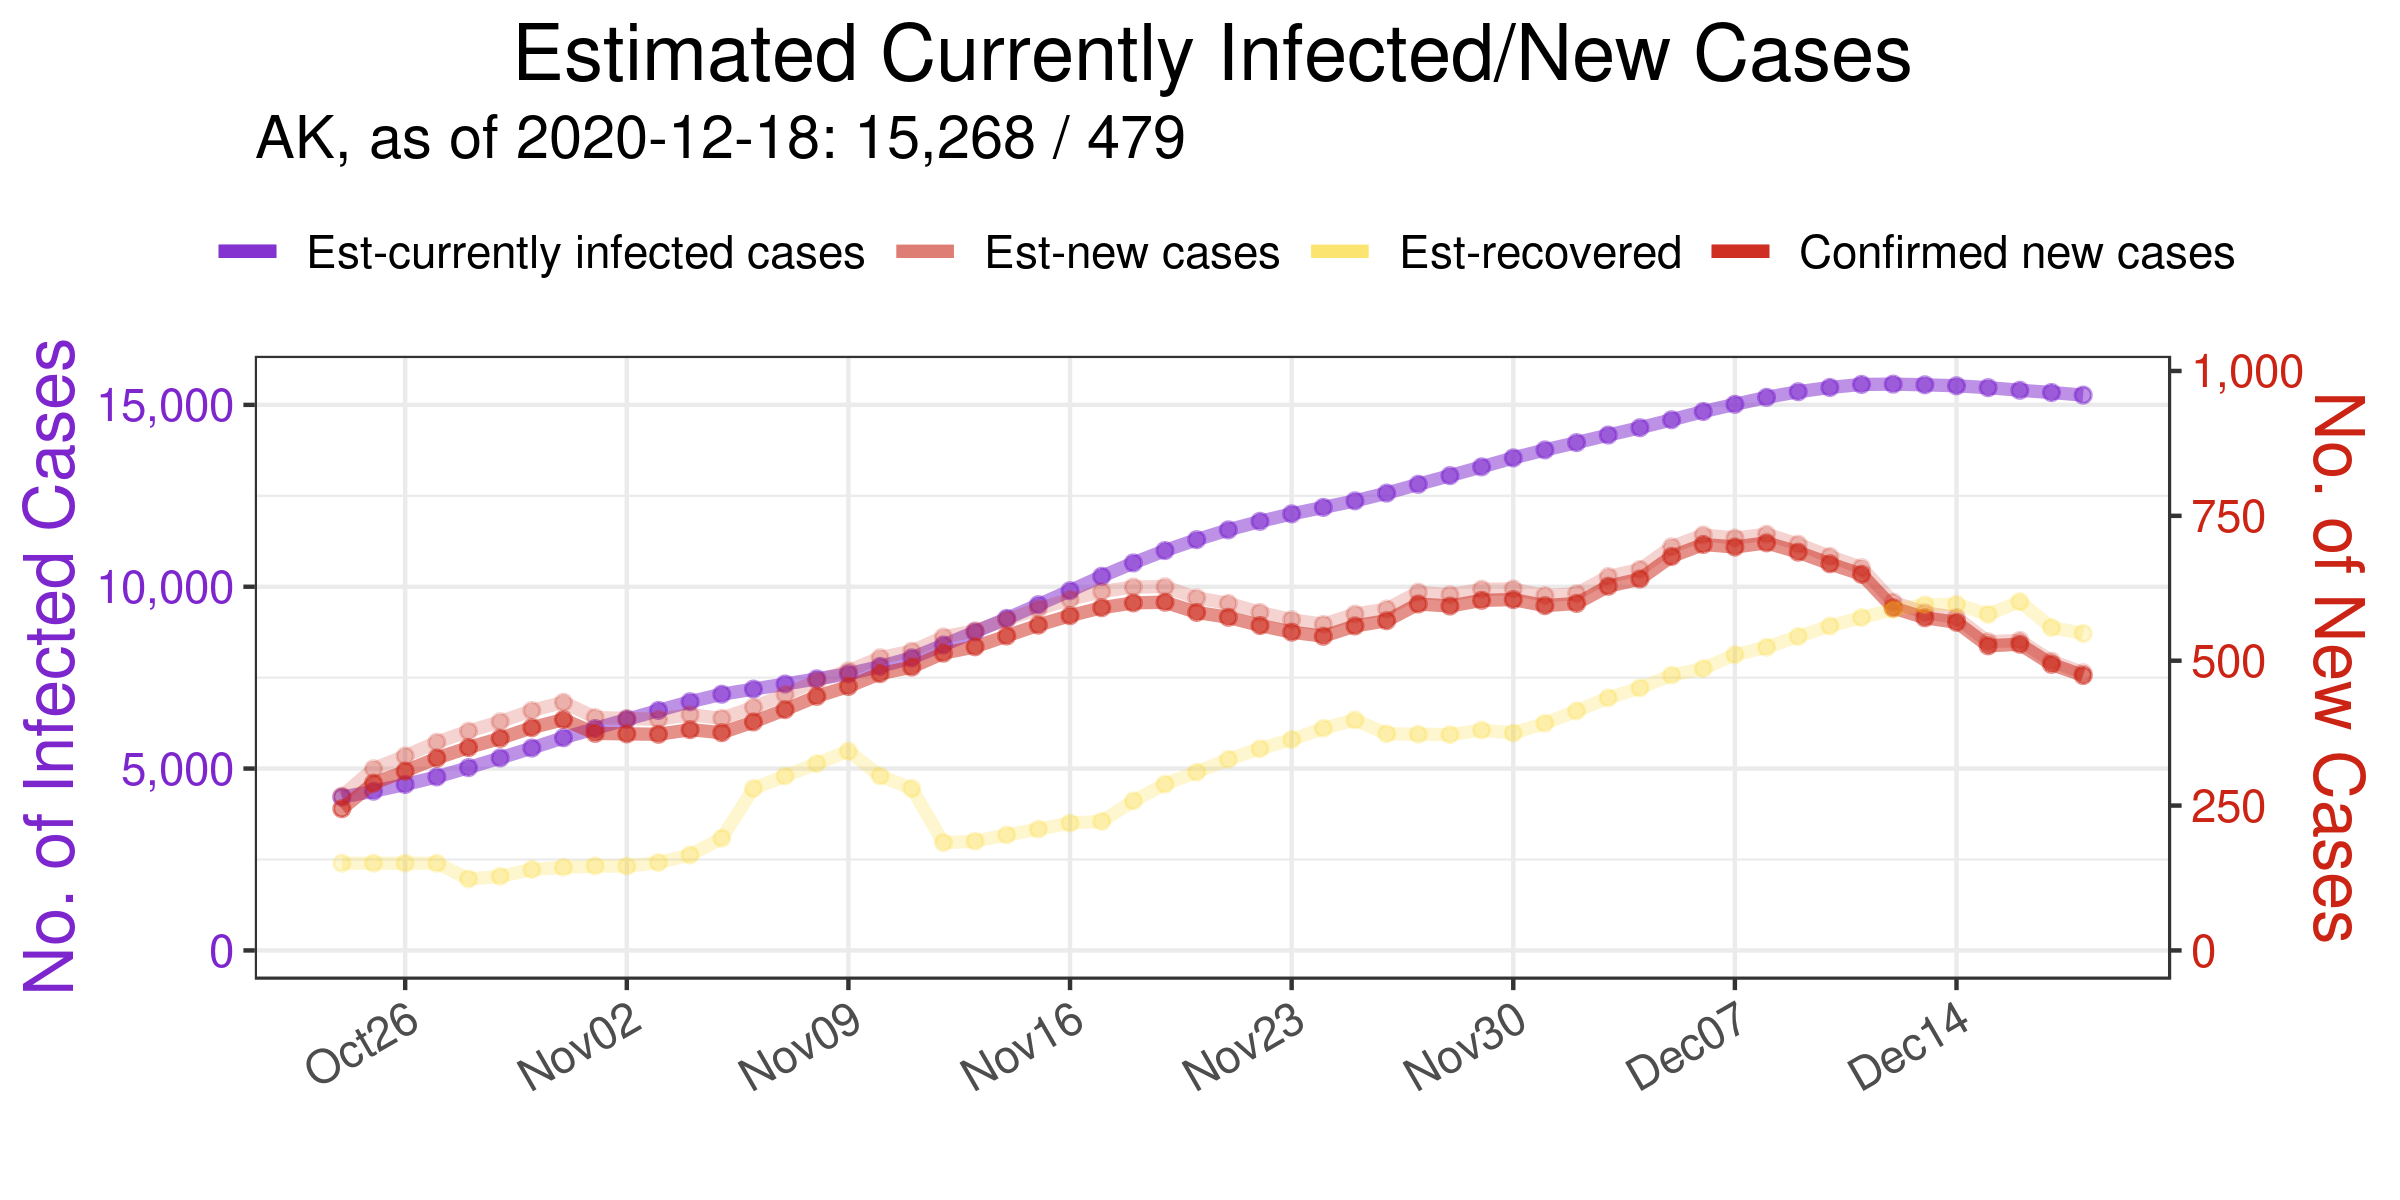 Estimated Currently Infected/New Cases
AK, as of 2020-12-18: 15,268 / 479
Est-currently infected cases Est-new cases Est-recovered Confirmed new cases
No. of Infected Cases
15,000
10,000
5,000
0
1,000
750
500
250
0
No. of New Cases
Oct26 Nov02 Nov09 Nov16 Nov23 Nov30 Dec07 Dec14